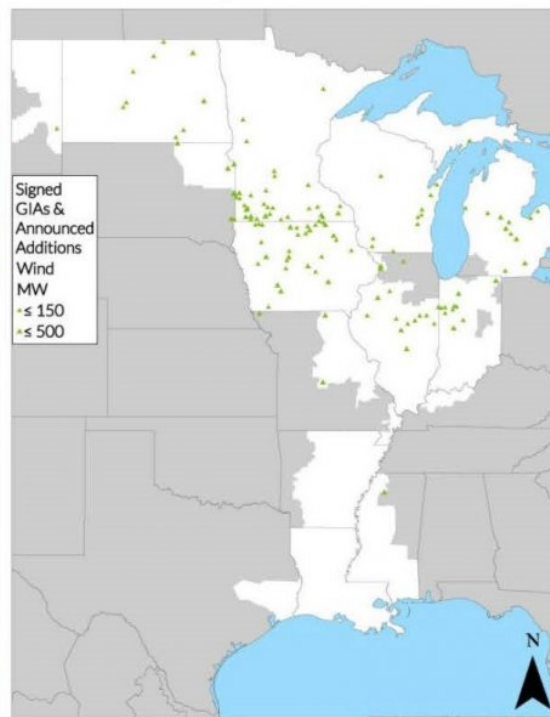 Signed
GIAs &
Announced
Additions
Wind
MW
≤ 150
≤ 500
N